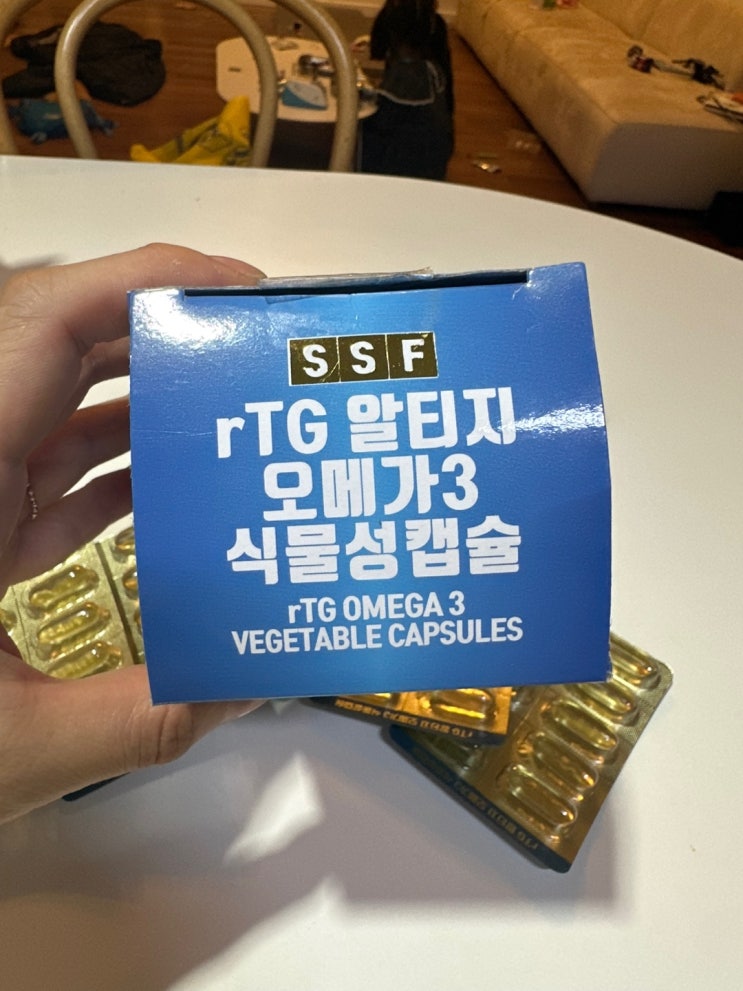 SSF
rTG 알티지
오메가3
식물성캡슐
rTG OMEGA 3
VEGETABLE CAPSULES